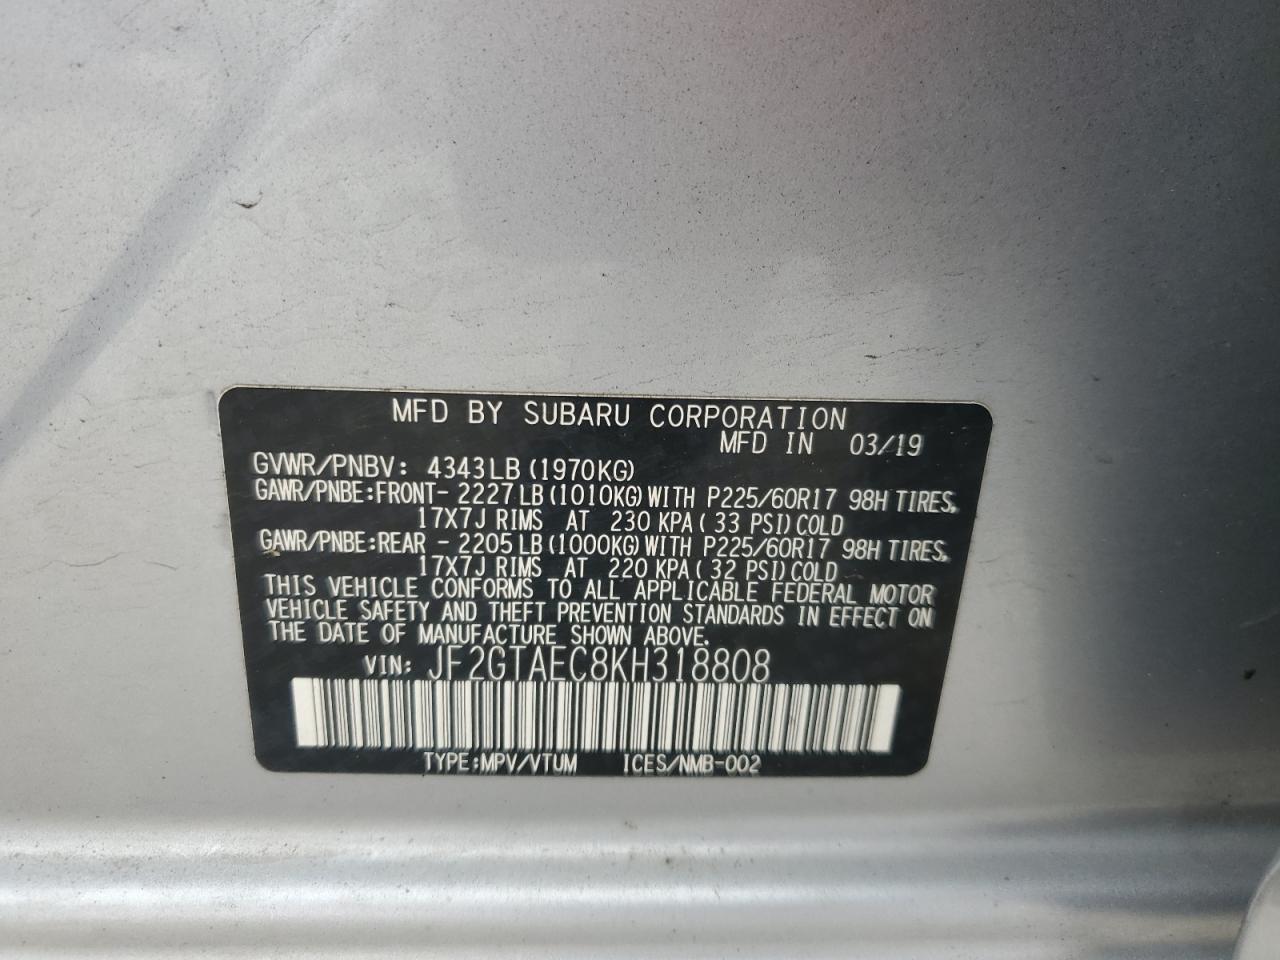 MFD BY SUBARU CORPORATION
MFD IN 03/19
GVWR/PNBV: 4343LB(1970KG)
GAWR/PNBE:FRONT- 2227LB(1010KG)WITH P225/60R17 98H TIRES,
17X7J RIMS AT 230 KPA( 33 PSI)COLD
GAWR/PNBE:REAR - 2205LB(1000KG)WITH P225/60R17 98H TIRES,
17X7J RIMS AT 220 KPA( 32 PSI)COLD
THIS VEHICLE CONFORMS TO ALL APPLICABLE FEDERAL MOTOR
VEHICLE SAFETY AND THEFT PREVENTION STANDARDS IN EFFECT ON
THE DATE OF MANUFACTURE SHOWN ABOVE.
VIN: JF2GTAEC8KH318808
TYPE:MPV/VTUM ICES/NMB-002